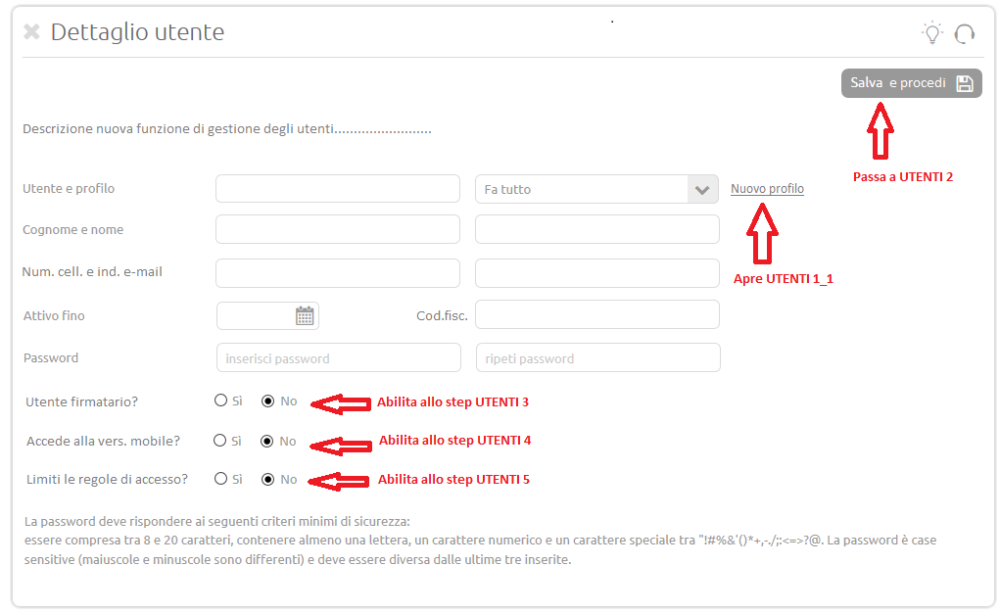 Dettaglio utente
Salva e procedi
Descrizione nuova funzione di gestione degli utenti.........................
Passa a UTENTI 2
Utente e profilo Fa tutto Nuovo profilo
Cognome e nome
Num. cell. e ind. e-mail
Apre UTENTI 1_1
Attivo fino Cod.fisc.
Password inserisci password ripeti password
Utente firmatario? Sì No Abilita allo step UTENTI 3
Accede alla vers. mobile? Sì No Abilita allo step UTENTI 4
Limiti le regole di accesso? Sì No Abilita allo step UTENTI 5
La password deve rispondere ai seguenti criteri minimi di sicurezza:
essere compresa tra 8 e 20 caratteri, contenere almeno una lettera, un carattere numerico e un carattere speciale tra "!#%&'()*+,-./;:<=>?@. La password è case
sensitive (maiuscole e minuscole sono differenti) e deve essere diversa dalle ultime tre inserite.